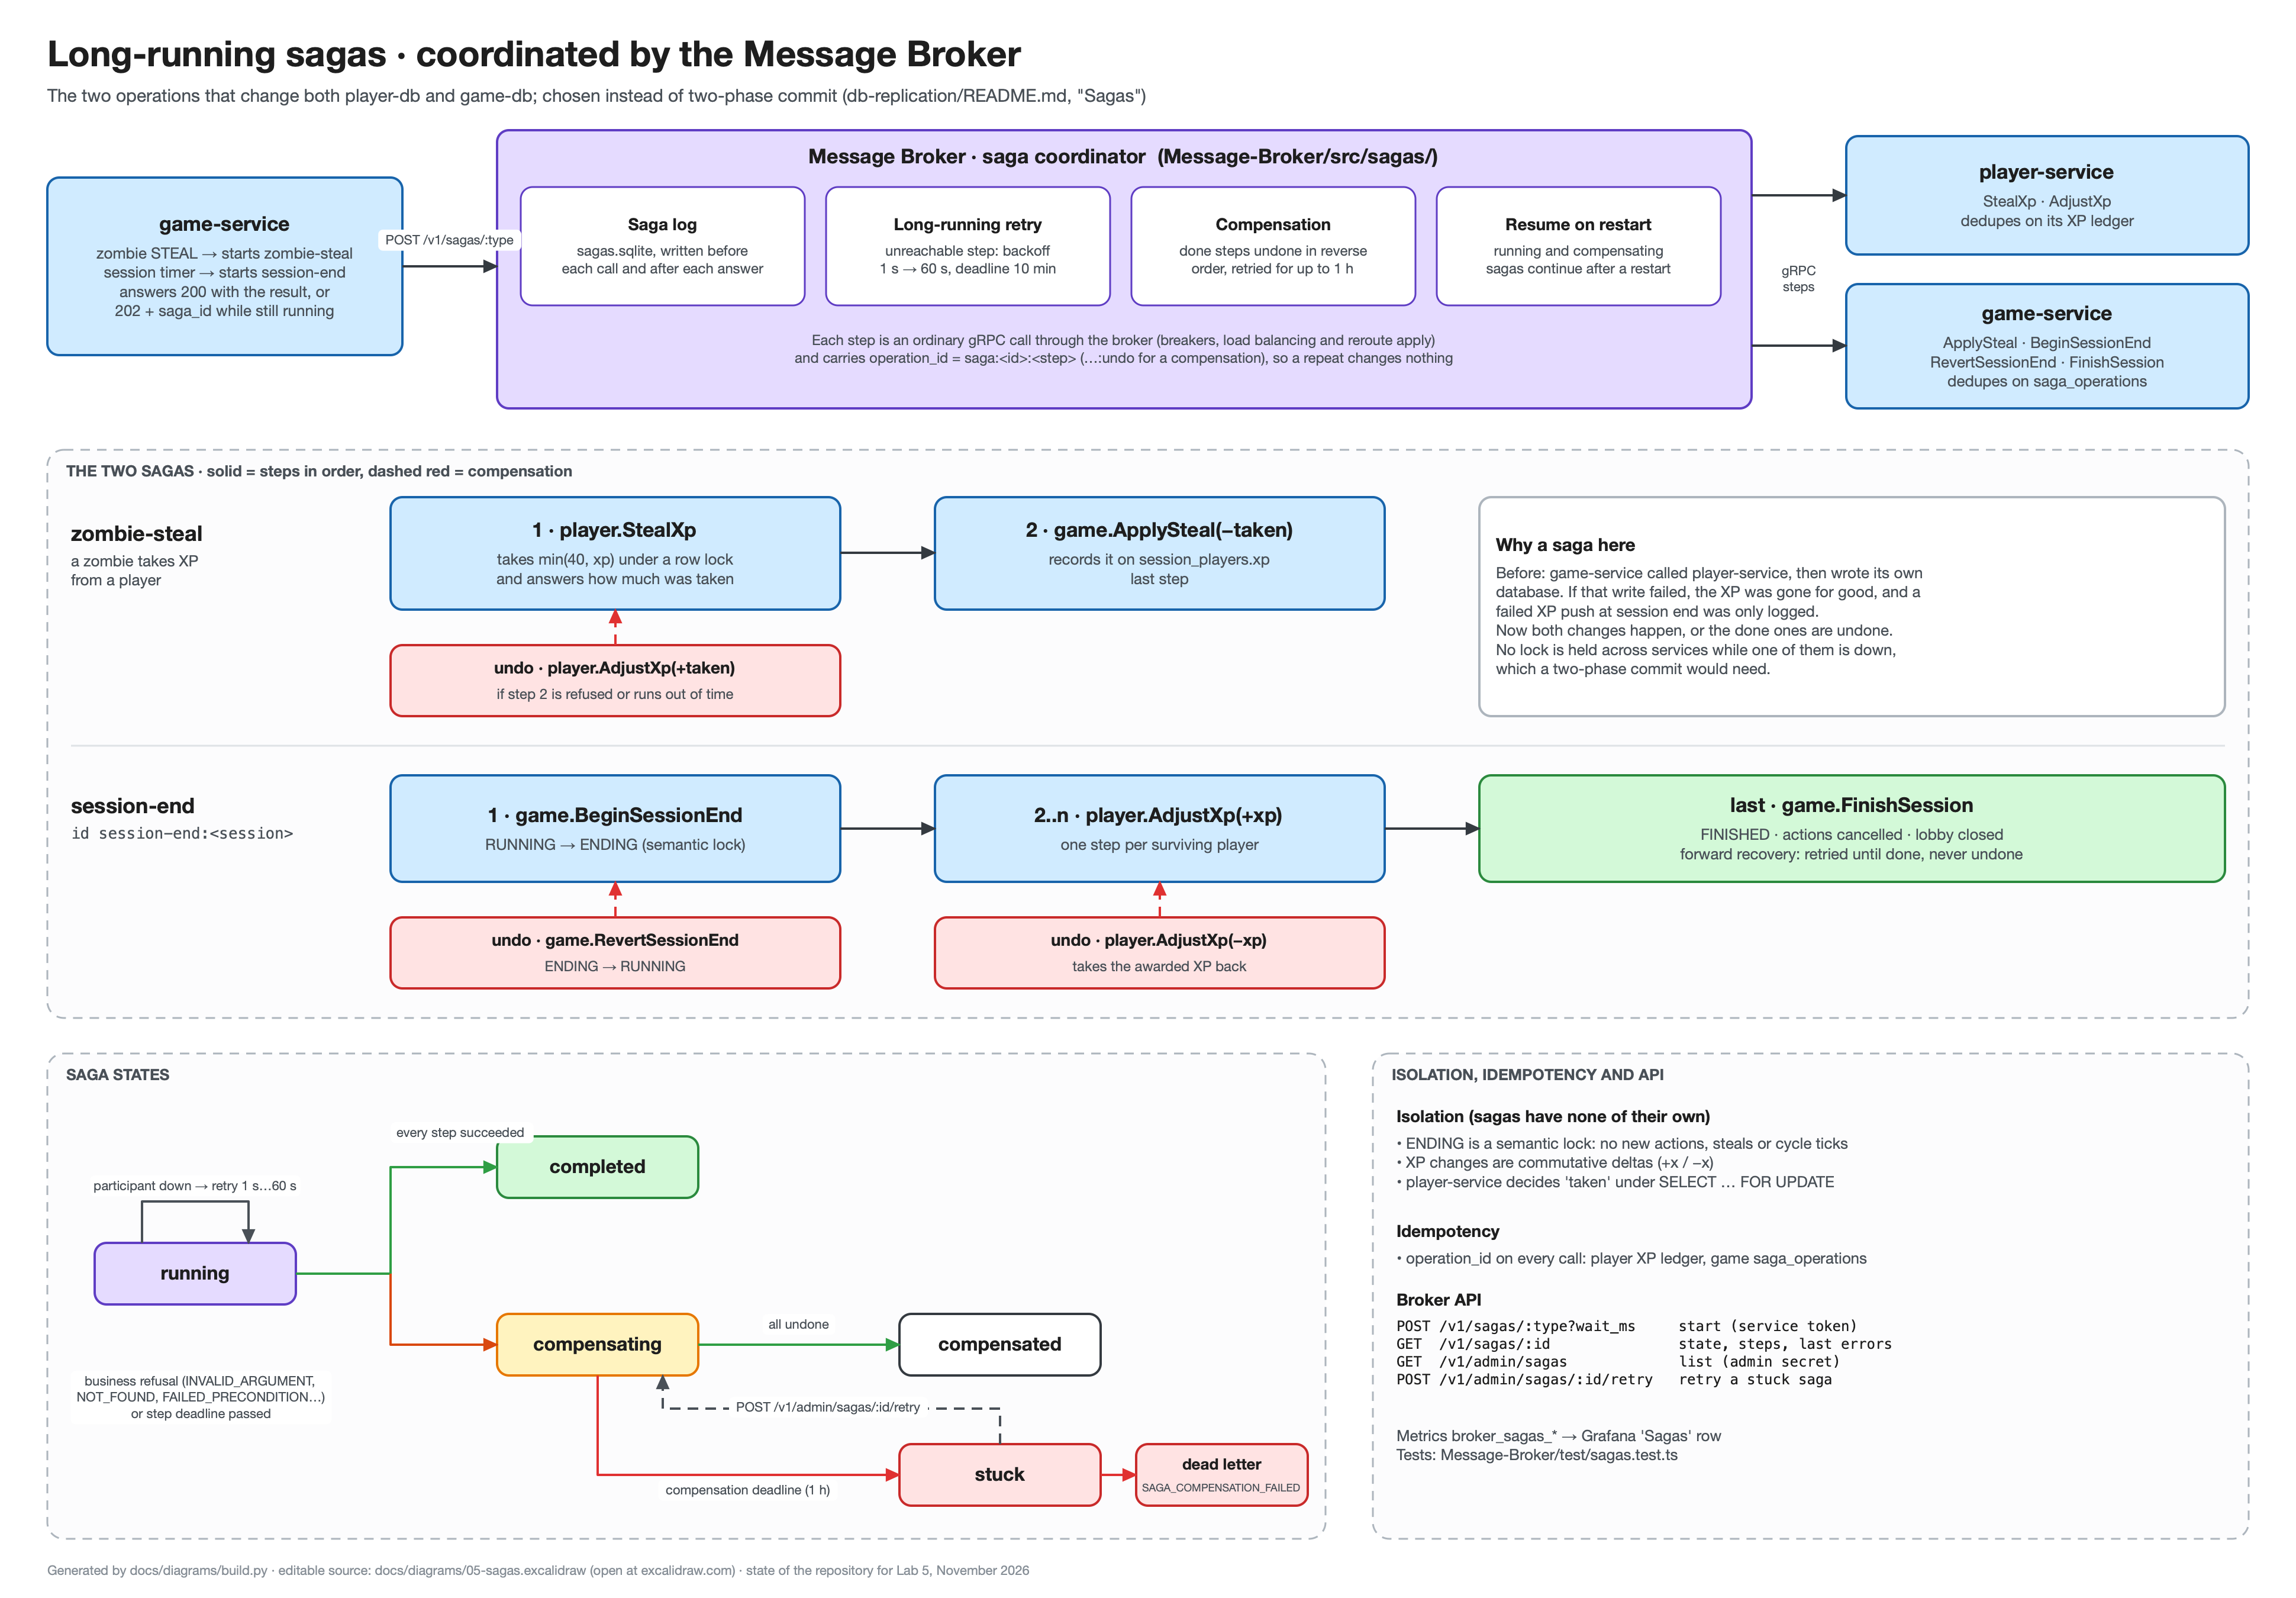 Long-running sagas · coordinated by the Message Broker
The two operations that change both player-db and game-db; chosen instead of two-phase commit (db-replication/README.md, "Sagas")
game-service
zombie STEAL → starts zombie-steal
session timer → starts session-end
answers 200 with the result, or
202 + saga_id while still running
POST /v1/sagas/:type
Message Broker · saga coordinator (Message-Broker/src/sagas/)
Saga log
sagas.sqlite, written before
each call and after each answer
Long-running retry
unreachable step: backoff
1 s → 60 s, deadline 10 min
Compensation
done steps undone in reverse
order, retried for up to 1 h
Resume on restart
running and compensating
sagas continue after a restart
Each step is an ordinary gRPC call through the broker (breakers, load balancing and reroute apply)
and carries operation_id = saga:<id>:<step> (…:undo for a compensation), so a repeat changes nothing
gRPC
steps
player-service
StealXp · AdjustXp
dedupes on its XP ledger
game-service
ApplySteal · BeginSessionEnd
RevertSessionEnd · FinishSession
dedupes on saga_operations
THE TWO SAGAS · solid = steps in order, dashed red = compensation
zombie-steal
a zombie takes XP
from a player
1 · player.StealXp
takes min(40, xp) under a row lock
and answers how much was taken
2 · game.ApplySteal(−taken)
records it on session_players.xp
last step
undo · player.AdjustXp(+taken)
if step 2 is refused or runs out of time
Why a saga here
Before: game-service called player-service, then wrote its own
database. If that write failed, the XP was gone for good, and a
failed XP push at session end was only logged.
Now both changes happen, or the done ones are undone.
No lock is held across services while one of them is down,
which a two-phase commit would need.
session-end
id session-end:<session>
1 · game.BeginSessionEnd
RUNNING → ENDING (semantic lock)
2..n · player.AdjustXp(+xp)
one step per surviving player
last · game.FinishSession
FINISHED · actions cancelled · lobby closed
forward recovery: retried until done, never undone
undo · game.RevertSessionEnd
ENDING → RUNNING
undo · player.AdjustXp(−xp)
takes the awarded XP back
SAGA STATES
every step succeeded
completed
participant down → retry 1 s…60 s
running
compensating
all undone
compensated
business refusal (INVALID_ARGUMENT,
NOT_FOUND, FAILED_PRECONDITION…)
or step deadline passed
POST /v1/admin/sagas/:id/retry
stuck
compensation deadline (1 h)
dead letter
SAGA_COMPENSATION_FAILED
ISOLATION, IDEMPOTENCY AND API
Isolation (sagas have none of their own)
• ENDING is a semantic lock: no new actions, steals or cycle ticks
• XP changes are commutative deltas (+x / −x)
• player-service decides 'taken' under SELECT … FOR UPDATE
Idempotency
• operation_id on every call: player XP ledger, game saga_operations
Broker API
POST /v1/sagas/:type?wait_ms start (service token)
GET /v1/sagas/:id state, steps, last errors
GET /v1/admin/sagas list (admin secret)
POST /v1/admin/sagas/:id/retry retry a stuck saga
Metrics broker_sagas_* → Grafana 'Sagas' row
Tests: Message-Broker/test/sagas.test.ts
Generated by docs/diagrams/build.py · editable source: docs/diagrams/05-sagas.excalidraw (open at excalidraw.com) · state of the repository for Lab 5, November 2026